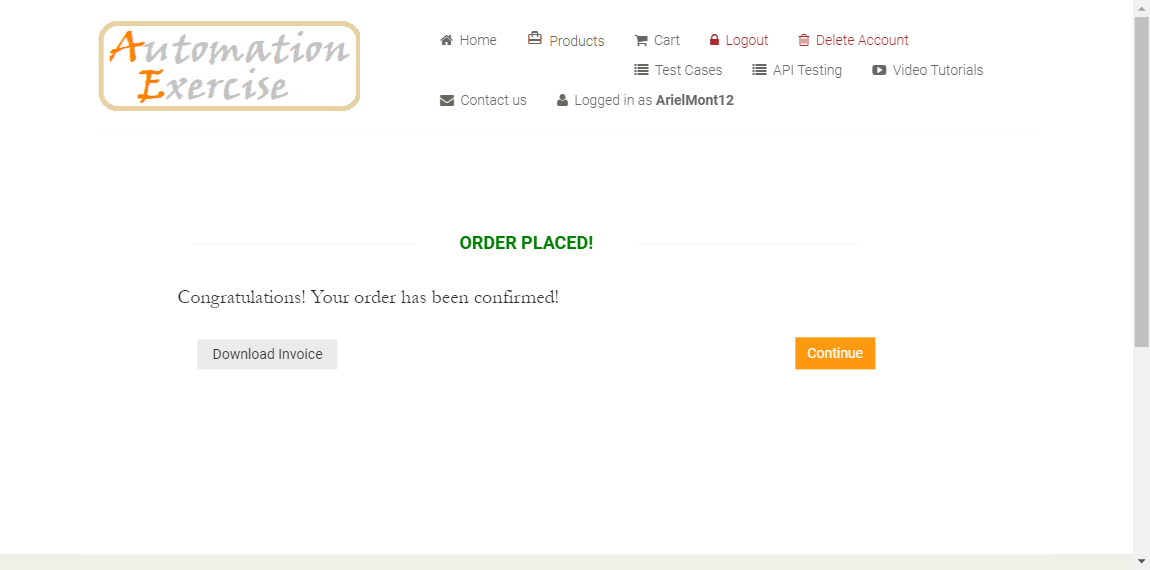 Automation
Exercise
Home Products Cart Logout Delete Account
Test Cases API Testing Video Tutorials
Contact us Logged in as ArielMont12
ORDER PLACED!
Congratulations! Your order has been confirmed!
Download Invoice Continue